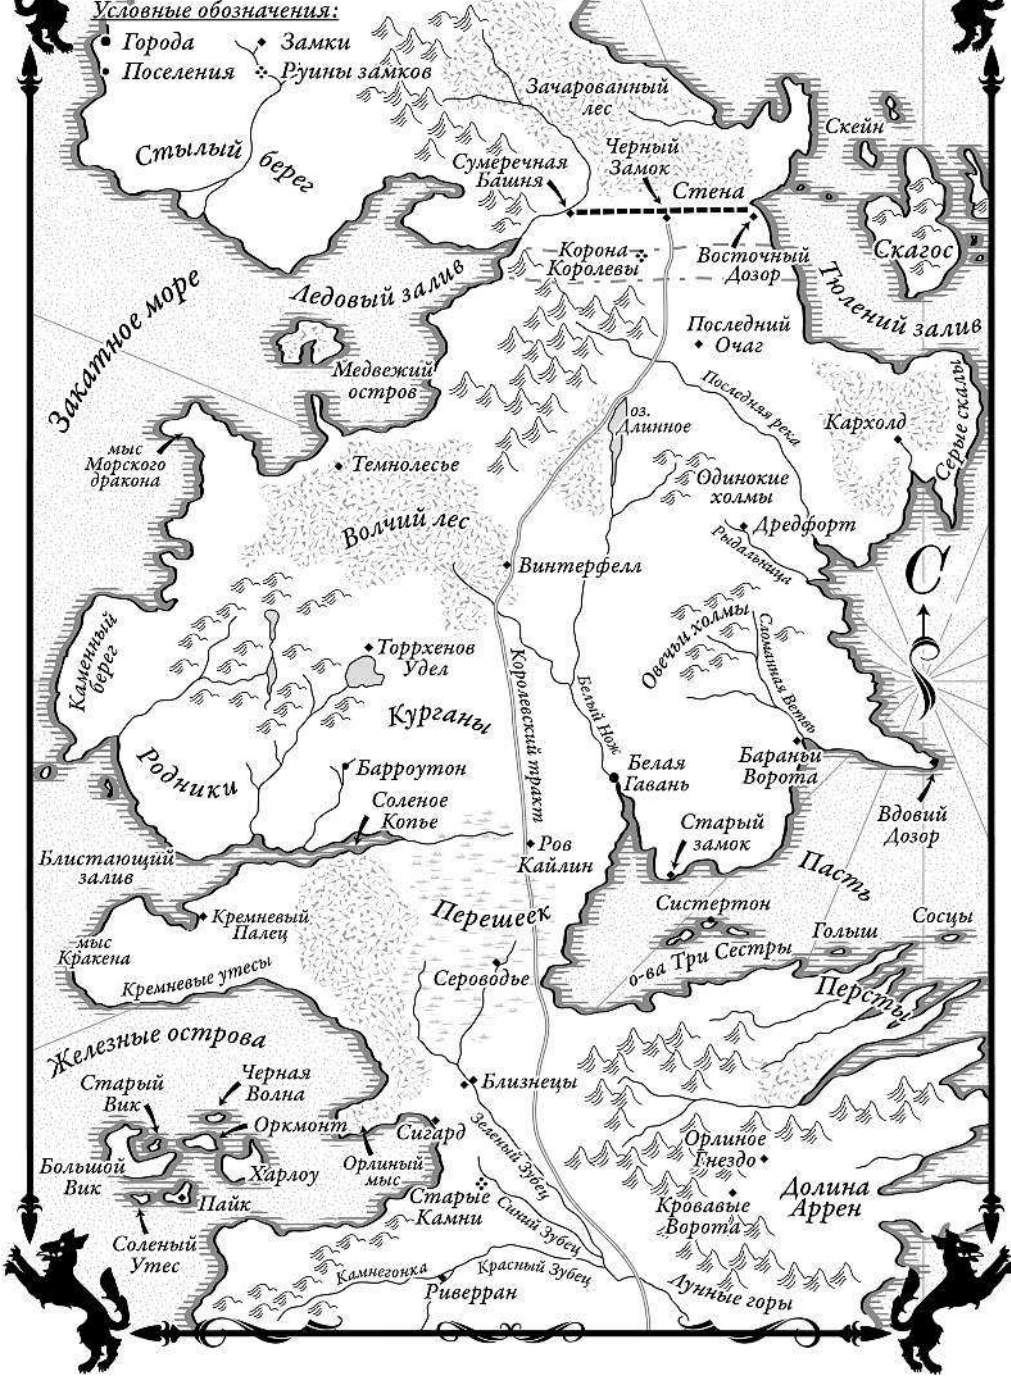 Условные обозначения:
Города
Замки
Поселения
Руины замков
Зачарованный
лес
Скейн
Стылый берег
Сумеречная
Башня
Черный
Замок
Стена
Скагос
Корона
Королевы
Восточный
Дозор
Закатное море
Ледовый залив
Тюлений залив
Последний
Очаг
Медвежий
остров
Последняя река
оз.
Длинное
Кархолд
Серые скалы
мыс
Морского
дракона
Темнолесье
Одинокие
холмы
Волчий лес
Дредфорт
Рыдальница
С
Винтерфелл
Каменный
берег
Овечьи холмы
Сломанная Ветвь
Торрхенов
Удел
Королевский тракт
Белый Нож
Курганы
Родники
Барроутон
Белая
Гавань
Бараньи
Ворота
Соленое
Копье
Вдовий
Дозор
Старый
замок
Ров
Кайлин
Блистающий
залив
Пасть
Перешеек
Систертон
Кремневый
Палец
Голыш
Сосцы
мыс
Кракена
о-ва Три Сестры
Сероводье
Кремневые утесы
Персты
Железные острова
Близнецы
Старый
Вик
Черная
Волна
Оркмонт
Сигард
Зеленый Зубец
Орлиное
Гнездо
Большой
Вик
Харлоу
Орлиный
мыс
Пайк
Старые
Камни
Синий Зубец
Кровавые
Ворота
Долина
Аррен
Соленый
Утес
Камнегонка
Красный Зубец
Риверран
Лунные горы